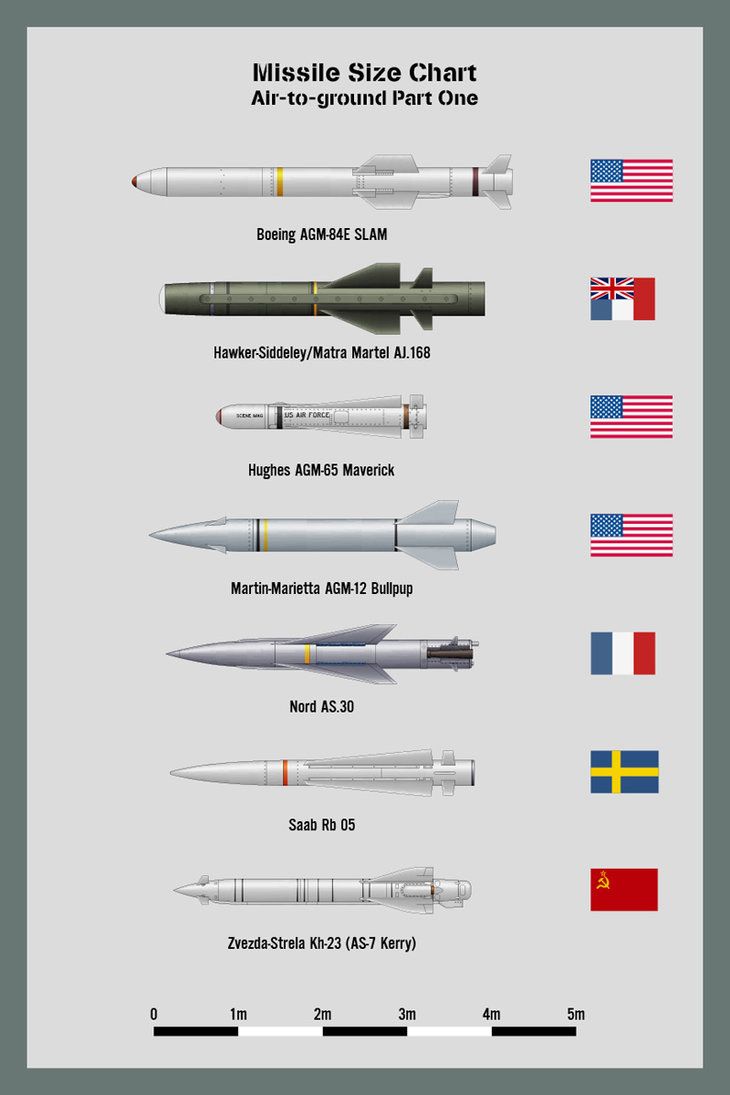 Missile Size Chart
Air-to-ground Part One
Boeing AGM-84E SLAM
Hawker-Siddeley/Matra Martel AJ.168
SCENE MAG US AIR FORCE
Hughes AGM-65 Maverick
Martin-Marietta AGM-12 Bullpup
Nord AS.30
Saab Rb 05
Zvezda-Strela Kh-23 (AS-7 Kerry)
0 1m 2m 3m 4m 5m